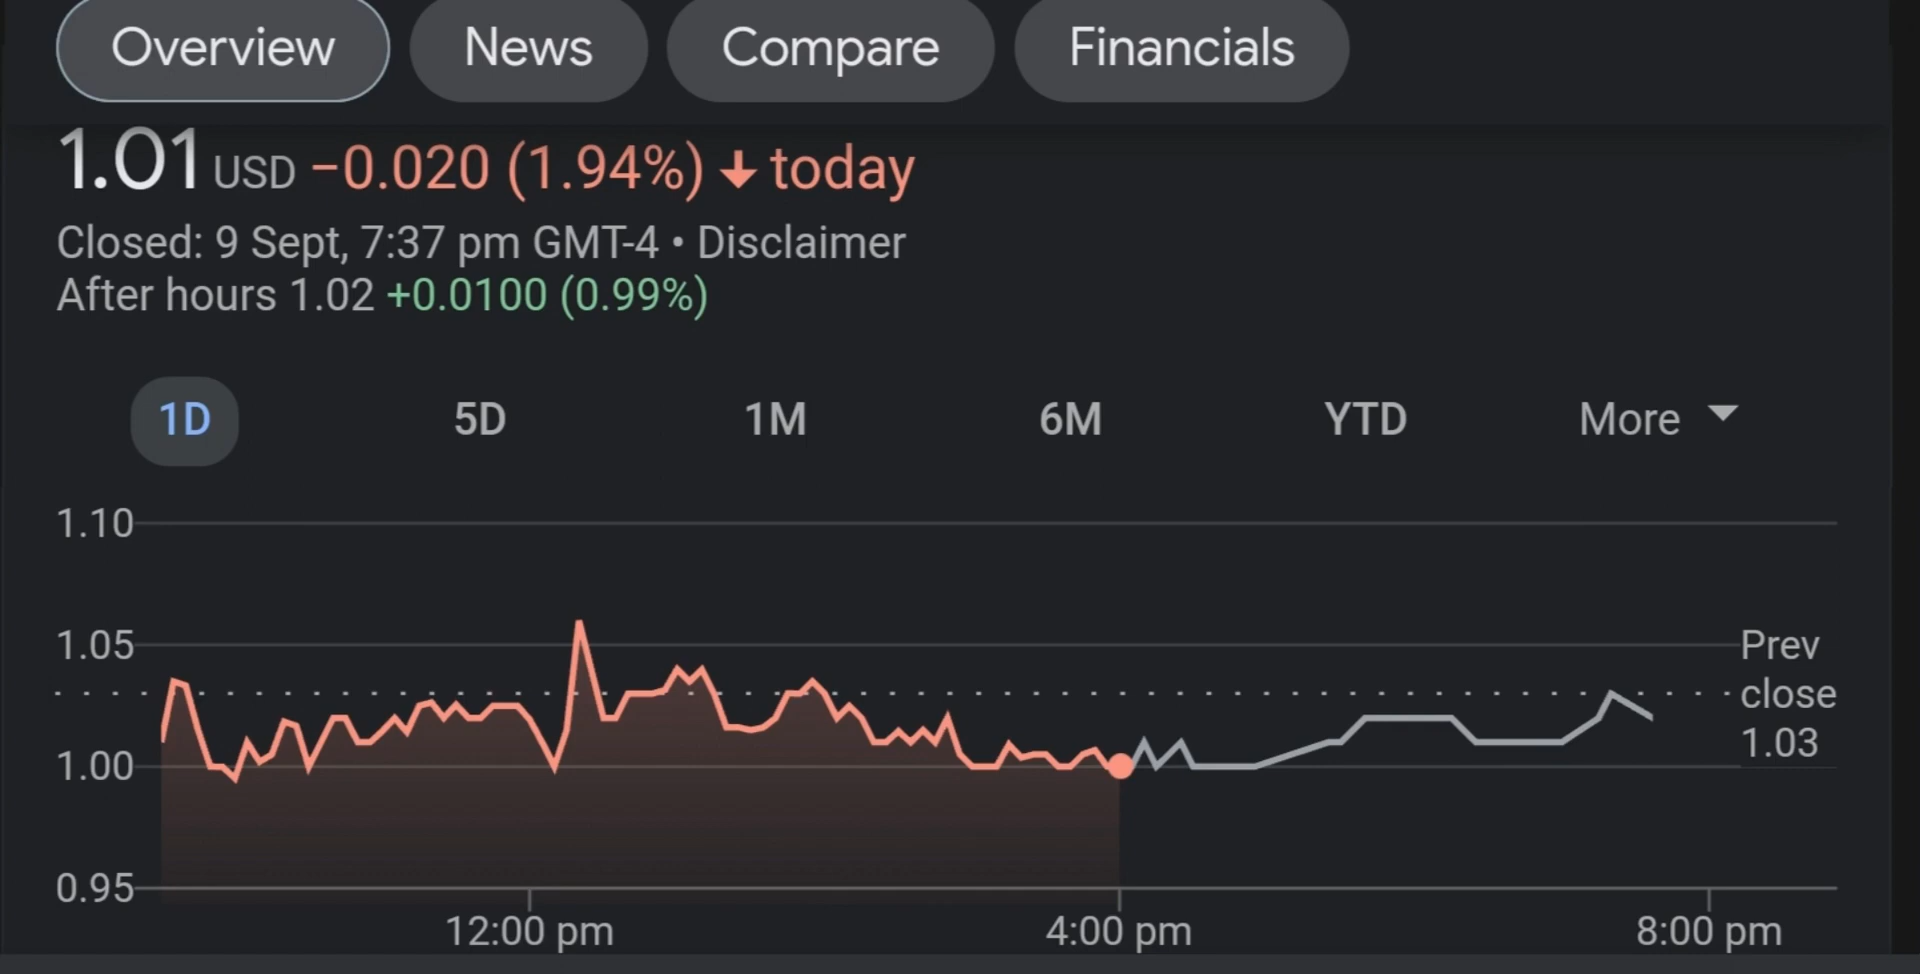 Overview News Compare Financials
1.01 USD −0.020 (1.94%) ↓ today
Closed: 9 Sept, 7:37 pm GMT-4 • Disclaimer
After hours 1.02 +0.0100 (0.99%)
1D 5D 1M 6M YTD More
1.10
1.05
1.00
0.95
Prev
close
1.03
12:00 pm 4:00 pm 8:00 pm